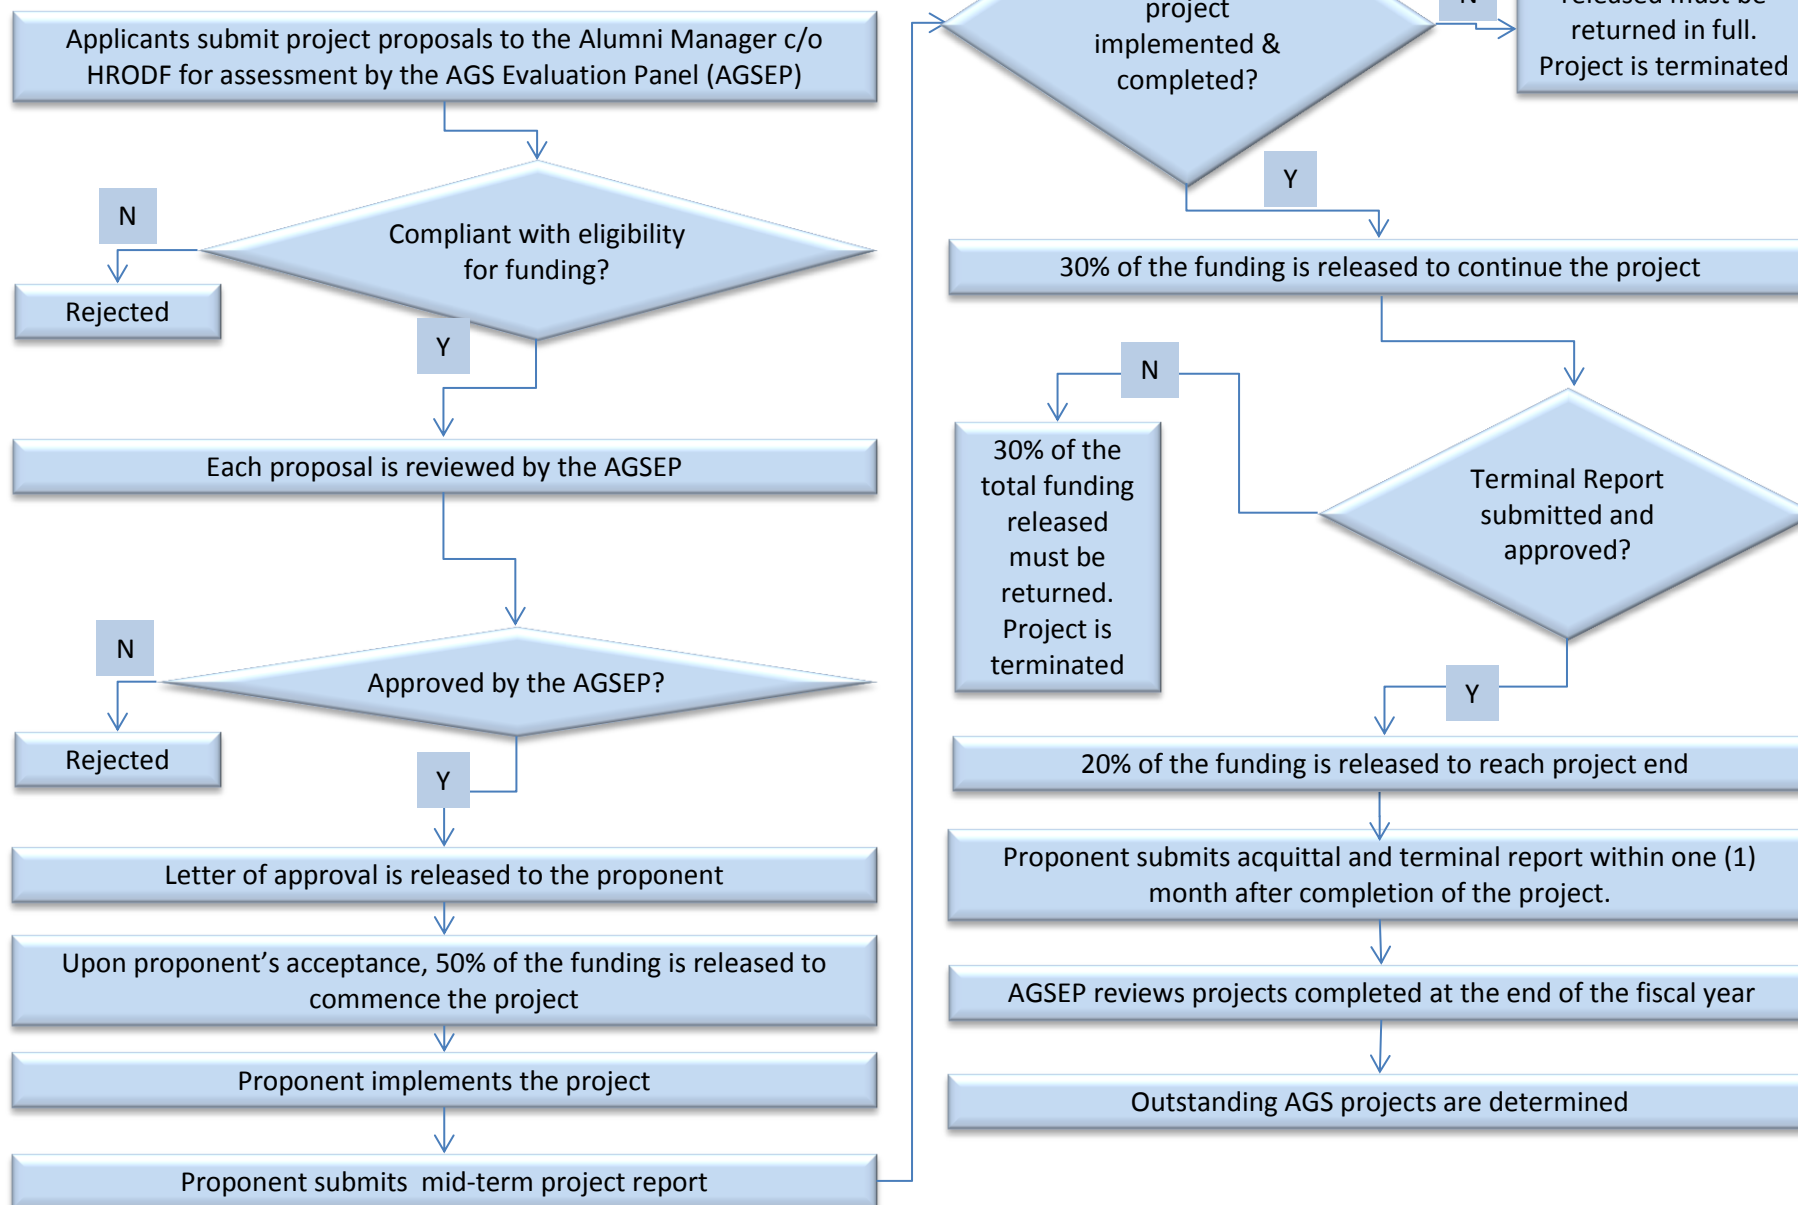 Applicants submit project proposals to the Alumni Manager c/o
HRODF for assessment by the AGS Evaluation Panel (AGSEP)
Compliant with eligibility
for funding?
N
Rejected
Y
Each proposal is reviewed by the AGSEP
Approved by the AGSEP?
N
Rejected
Y
Letter of approval is released to the proponent
Upon proponent’s acceptance, 50% of the funding is released to
commence the project
Proponent implements the project
Proponent submits  mid-term project report
project
implemented &
completed?
N
released must be
returned in full.
Project is terminated
Y
30% of the funding is released to continue the project
Terminal Report
submitted and
approved?
N
30% of the
total funding
released
must be
returned.
Project is
terminated
Y
20% of the funding is released to reach project end
Proponent submits acquittal and terminal report within one (1)
month after completion of the project.
AGSEP reviews projects completed at the end of the fiscal year
Outstanding AGS projects are determined